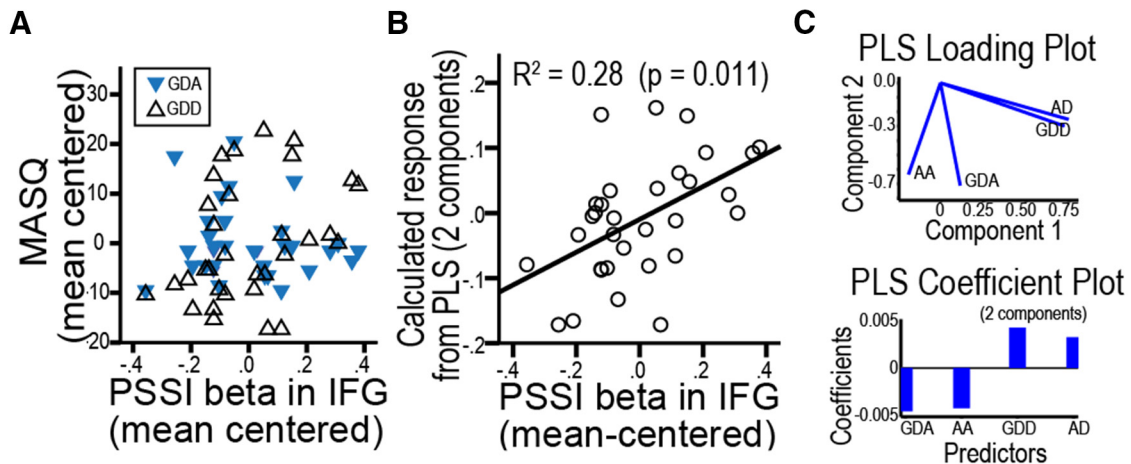 A
MASQ
(mean centered)
GDA
GDD
30
20
10
0
-10
-20
-.4
-.2
.0
.2
.4
PSSI beta in IFG
(mean centered)
B
Calculated response
from PLS (2 components)
R² = 0.28 (p = 0.011)
.2
.1
.0
-.1
-.2
-.4
-.2
.0
.2
.4
PSSI beta in IFG
(mean-centered)
C
PLS Loading Plot
Component 2
0.0
-0.3
-0.7
AD
GDD
AA
GDA
0
0.25
0.50
0.75
Component 1
PLS Coefficient Plot
(2 components)
Coefficients
0.005
0
-0.005
GDA
AA
GDD
AD
Predictors